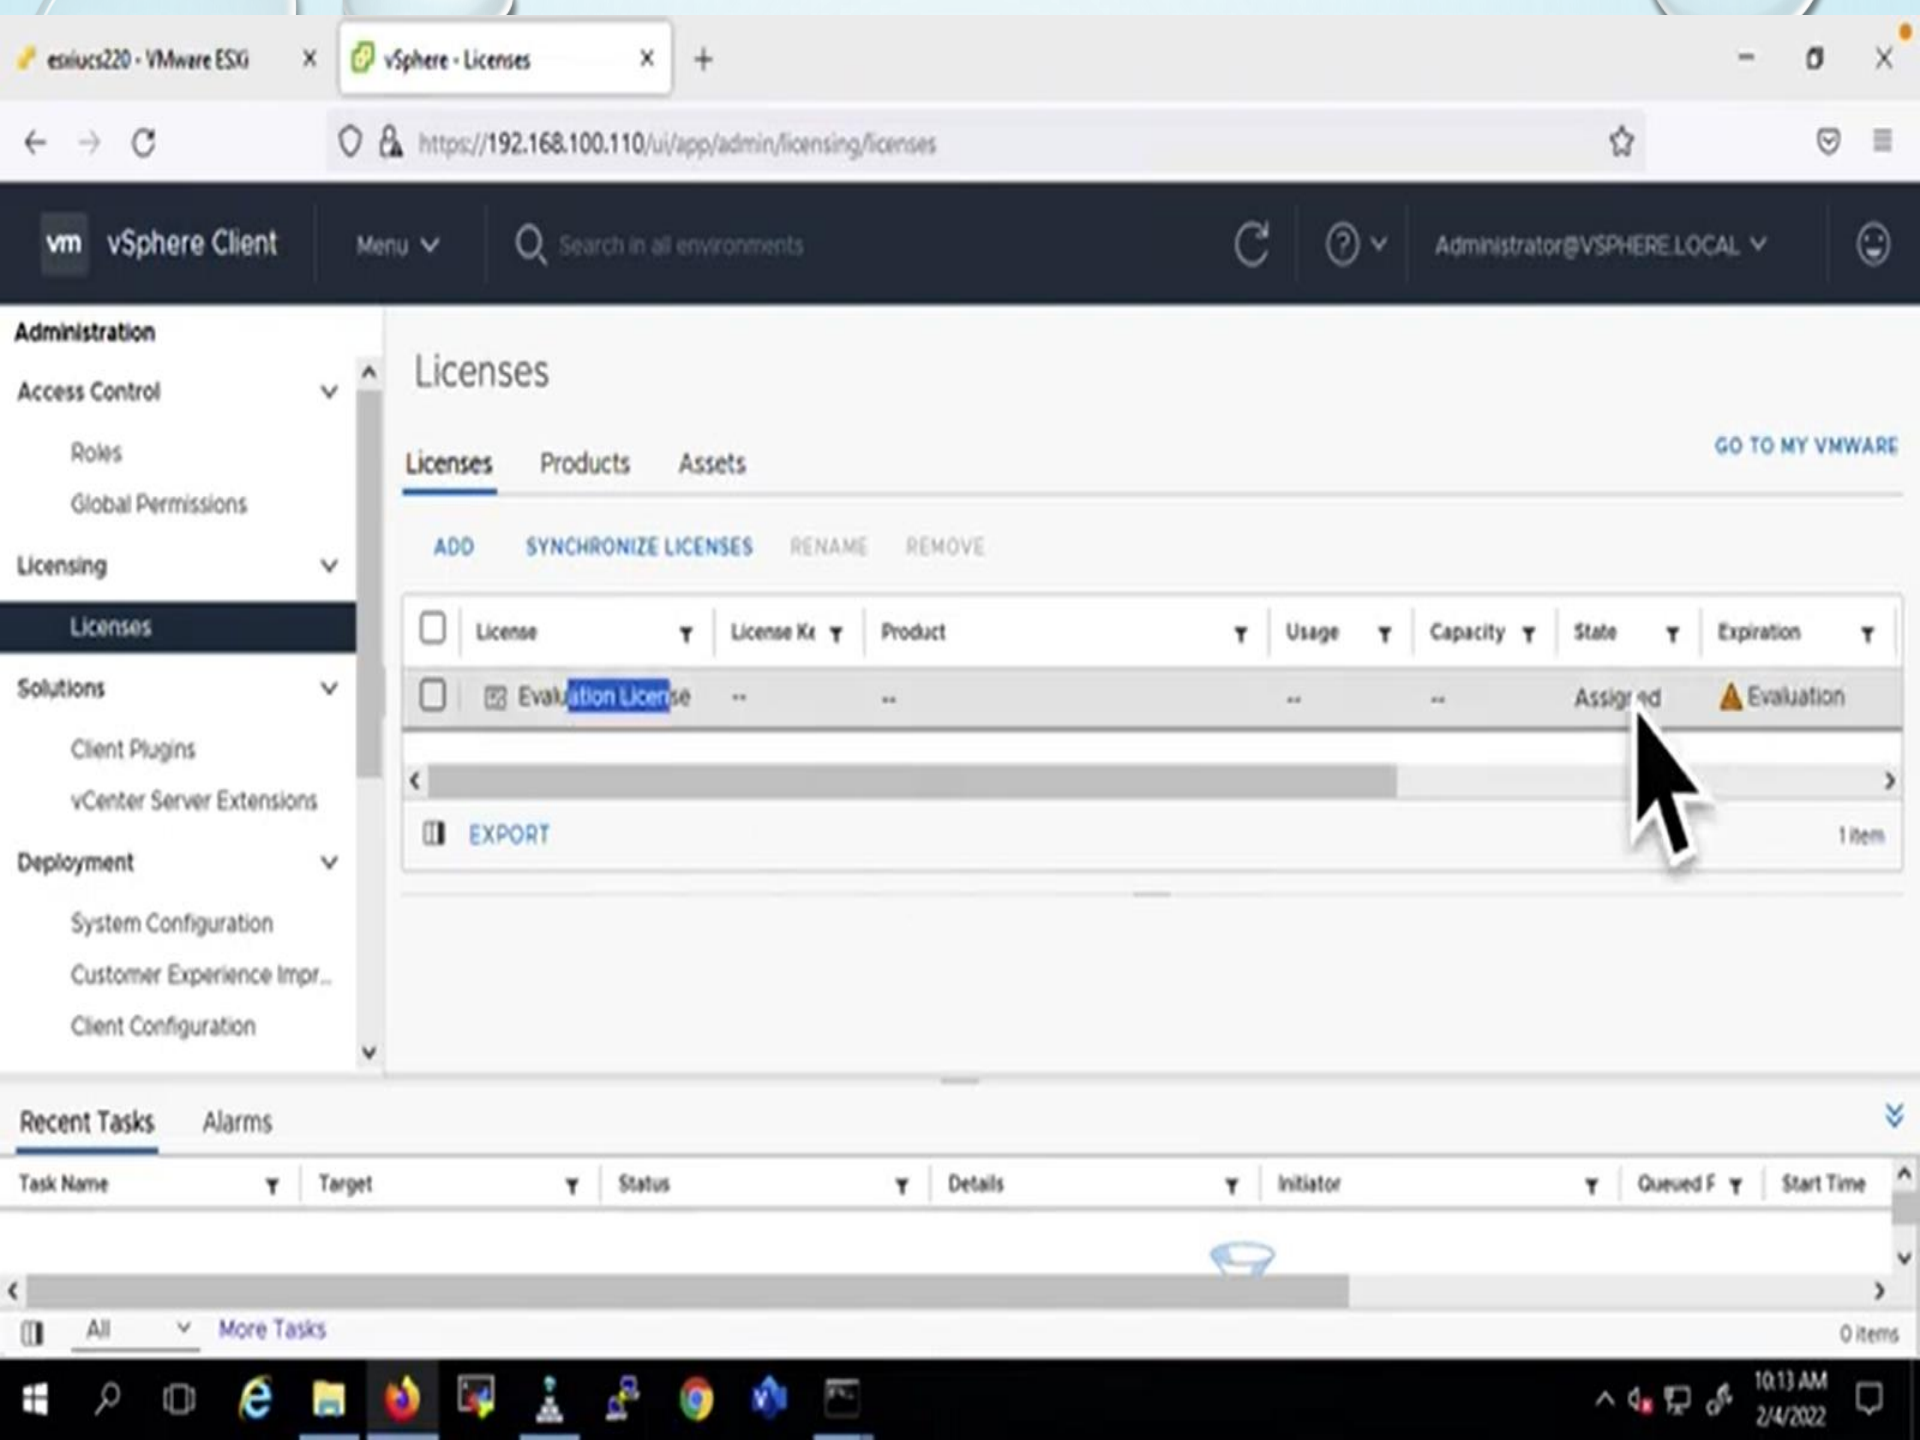 esxiucs220 - VMware ESXi
vSphere - Licenses
https://192.168.100.110/ui/app/admin/licensing/licenses
vm vSphere Client
Menu
Search in all environments
Administrator@VSPHERE.LOCAL
Administration
Access Control
Roles
Global Permissions
Licensing
Licenses
Solutions
Client Plugins
vCenter Server Extensions
Deployment
System Configuration
Customer Experience Impr...
Client Configuration
Licenses
GO TO MY VMWARE
Licenses Products Assets
ADD SYNCHRONIZE LICENSES RENAME REMOVE
License License Ke Product Usage Capacity State Expiration
Evaluation License -- -- -- -- Assigned Evaluation
EXPORT
1 item
Recent Tasks Alarms
Task Name Target Status Details Initiator Queued F Start Time
All More Tasks
0 items
10:13 AM
2/4/2022